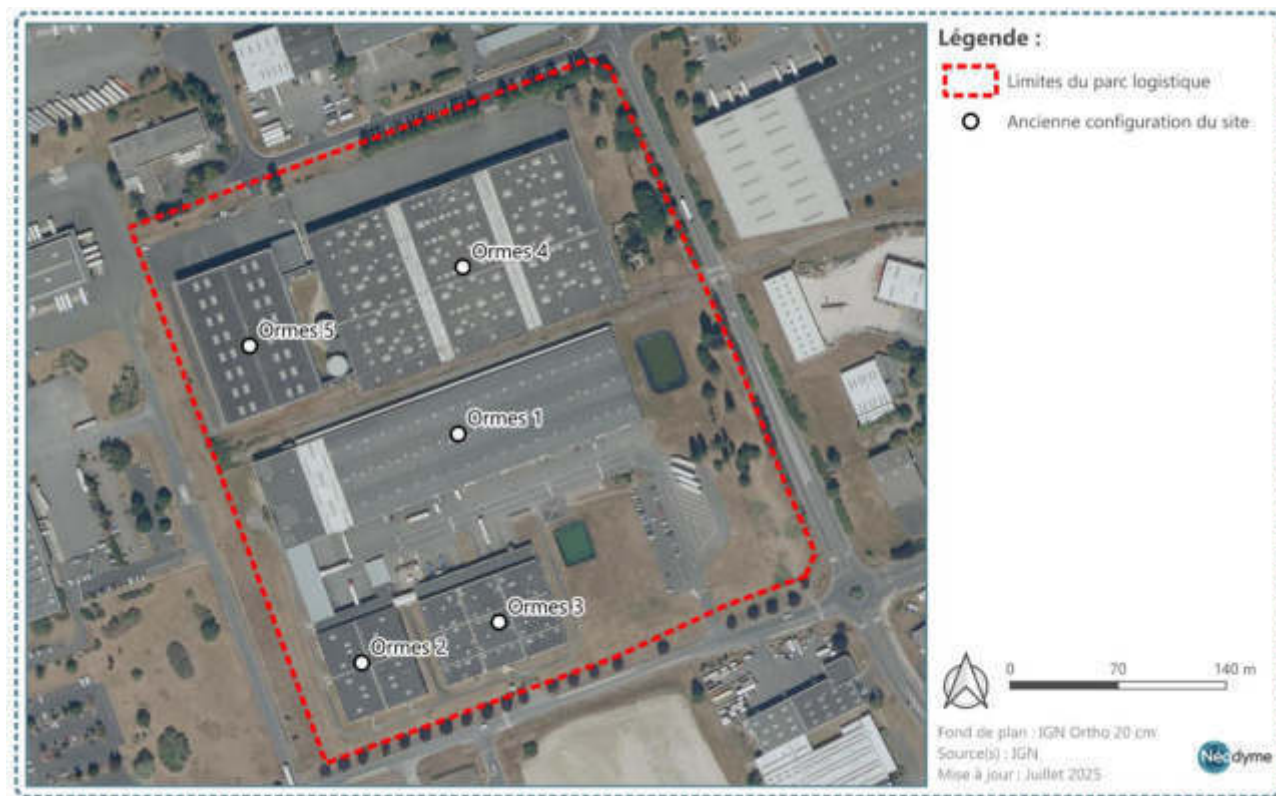 Légende :
Limites du parc logistique
Ancienne configuration du site
Ormes 4
Ormes 5
Ormes 1
Ormes 3
Ormes 2
0 70 140 m
Fond de plan : IGN Ortho 20 cm
Source(s) : IGN
Mise à jour : Juillet 2025
Néodyme